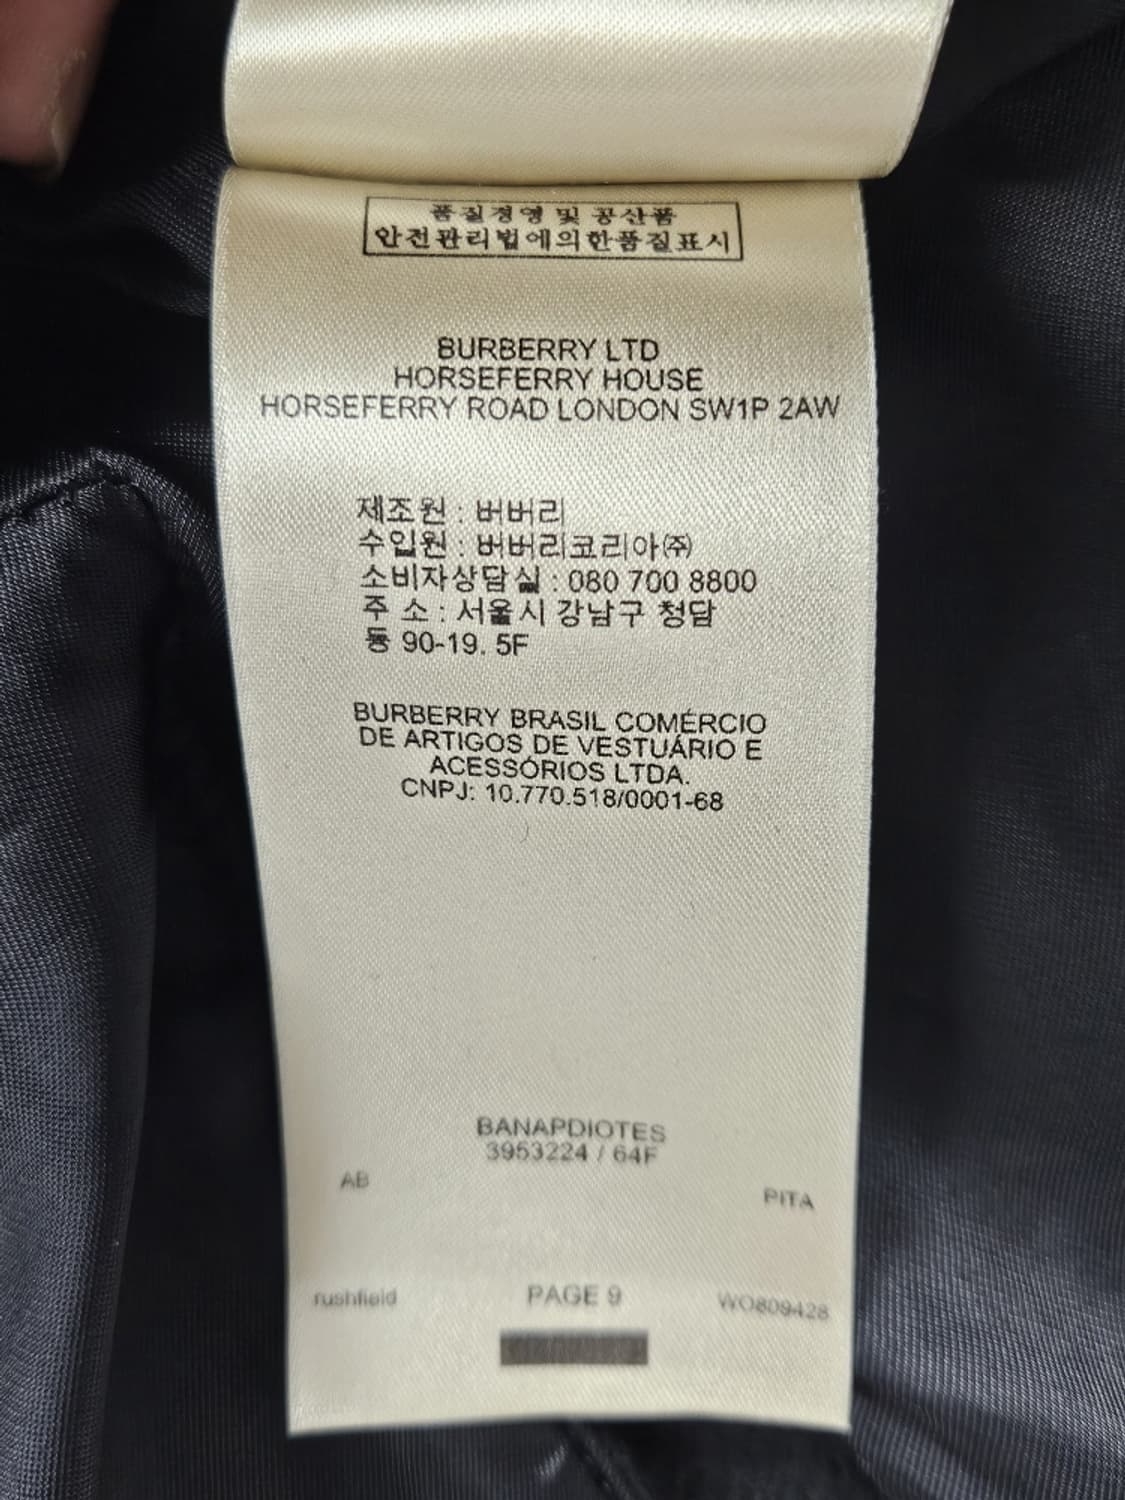 품질경영 및 공산품
안전관리법에의한품질표시
BURBERRY LTD
HORSEFERRY HOUSE
HORSEFERRY ROAD LONDON SW1P 2AW
제조원 : 버버리
수입원 : 버버리코리아㈜
소비자상담실 : 080 700 8800
주 소 : 서울시 강남구 청담
동 90-19. 5F
BURBERRY BRASIL COMÉRCIO
DE ARTIGOS DE VESTUÁRIO E
ACESSÓRIOS LTDA.
CNPJ: 10.770.518/0001-68
BANAPDIOTES
3953224 / 64F
AB
PITA
rushfield
PAGE 9
WO809428